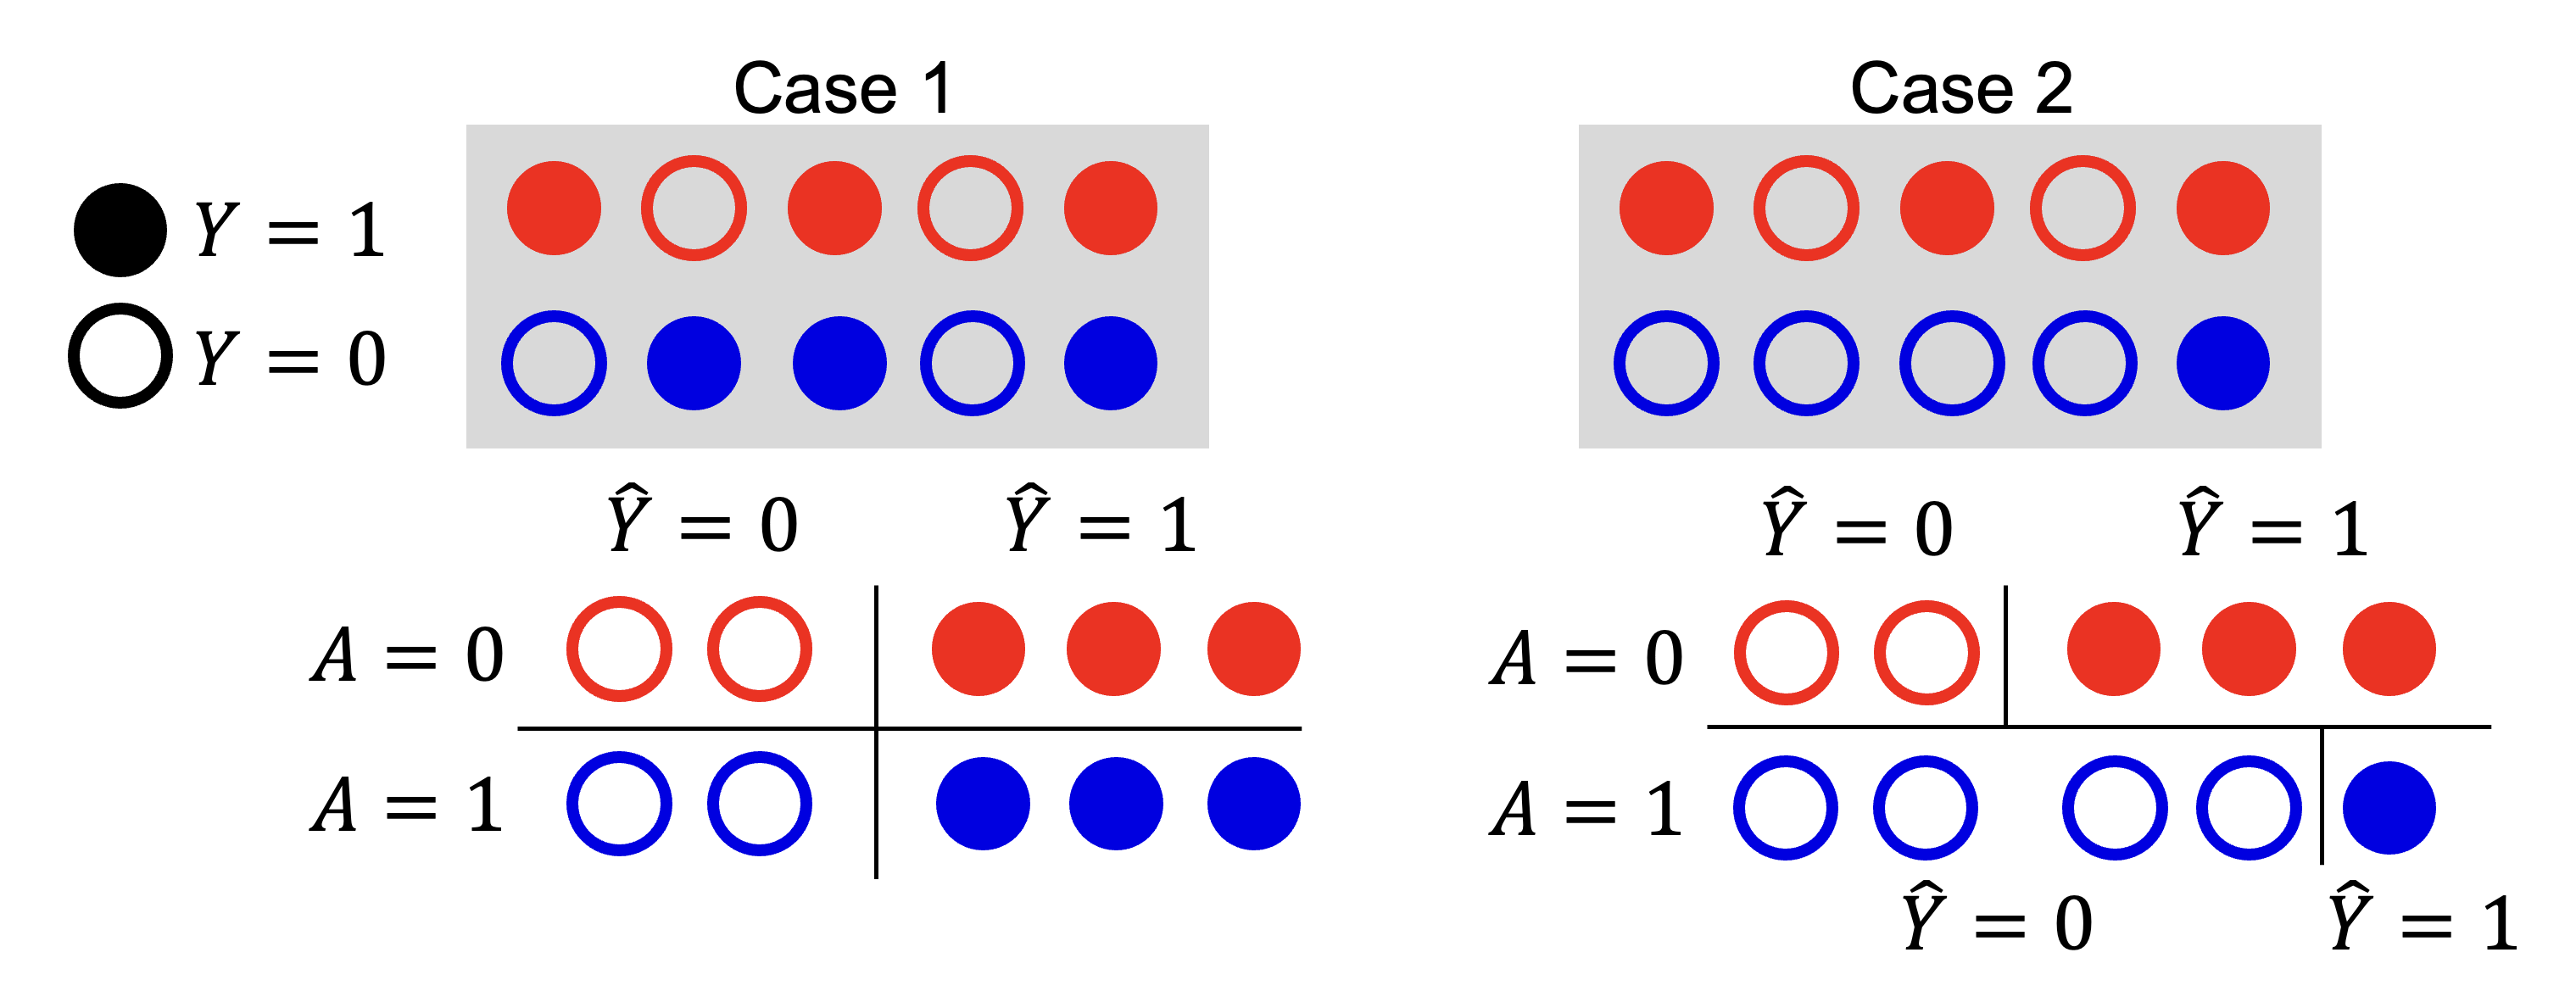 Case 1
Case 2
Y = 1
Y = 0
Ŷ = 0
Ŷ = 1
A = 0
A = 1
Ŷ = 0
Ŷ = 1
A = 0
A = 1
Ŷ = 0
Ŷ = 1